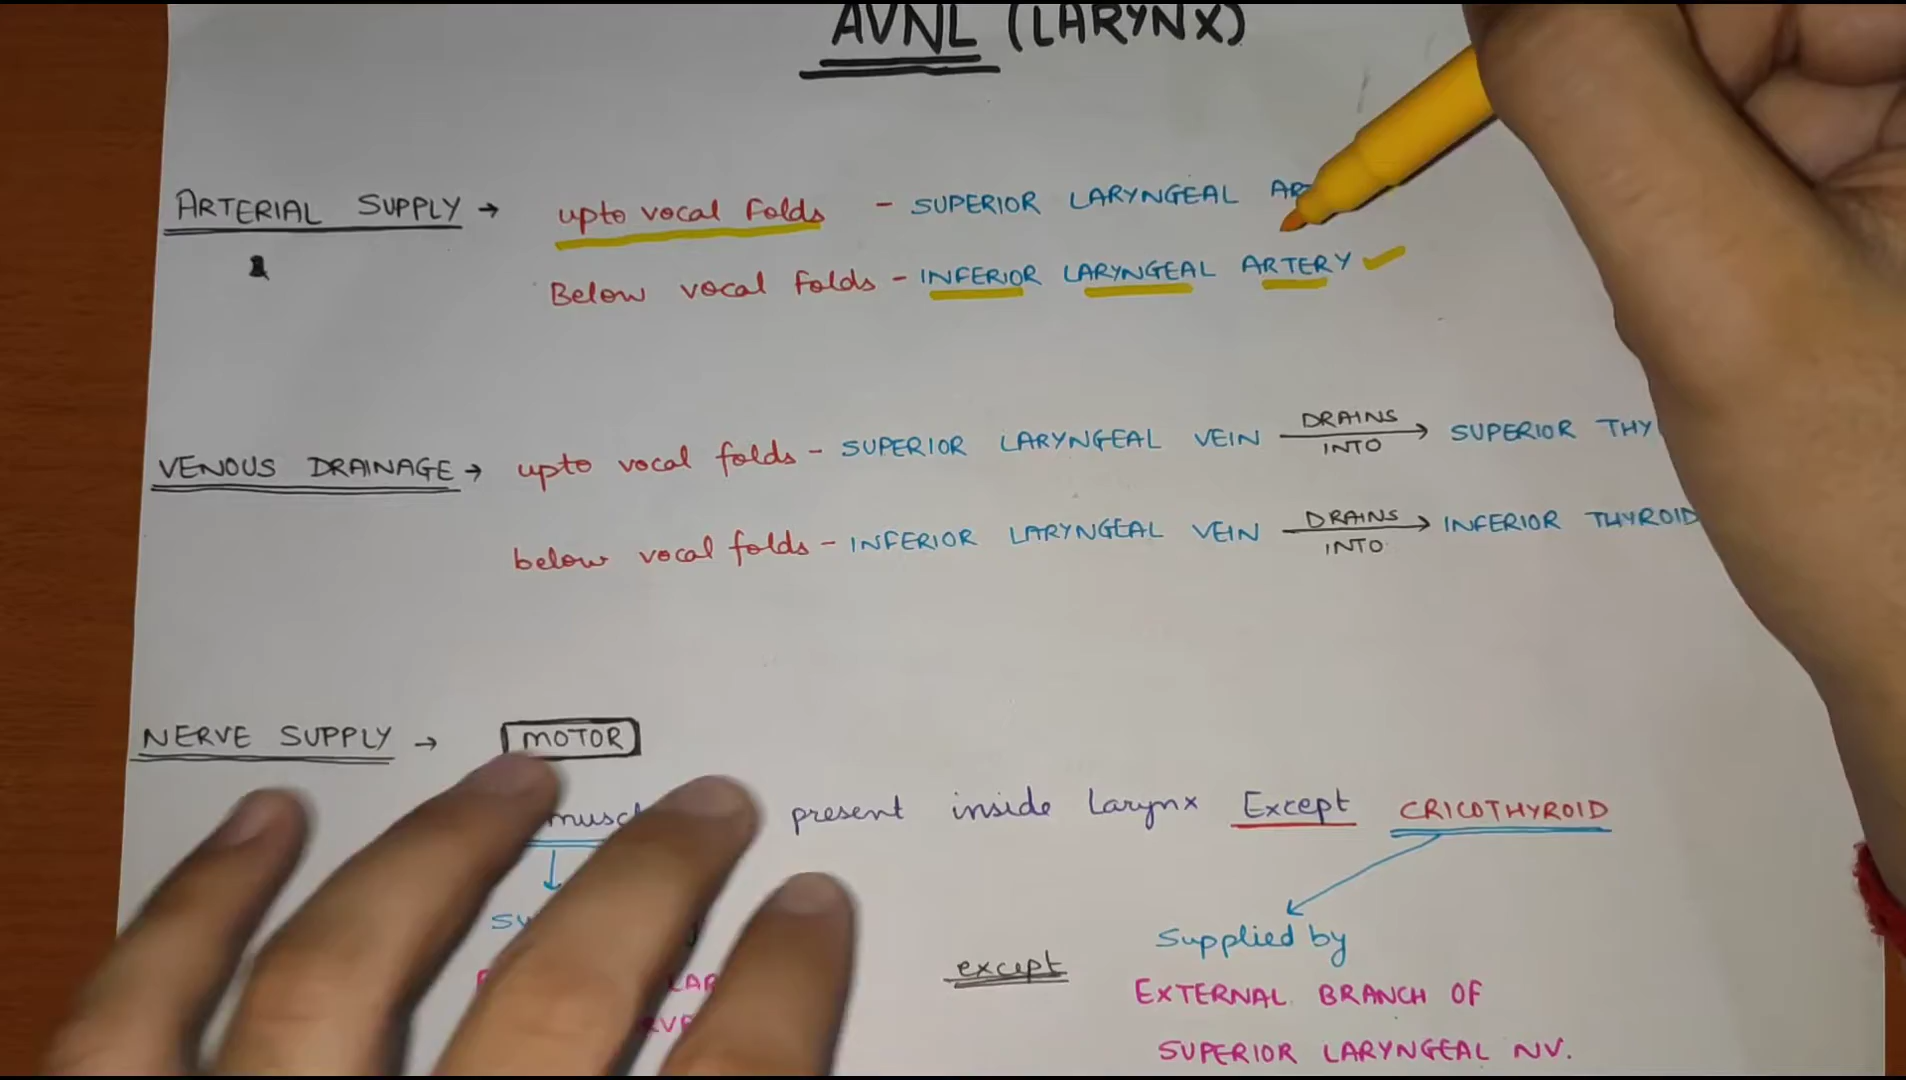 AVNL (LARYNX)
ARTERIAL SUPPLY → upto vocal Folds - SUPERIOR LARYNGEAL
Below vocal folds - INFERIOR LARYNGEAL ARTERY
VENOUS DRAINAGE → upto vocal folds - SUPERIOR LARYNGEAL VEIN DRAINS INTO → SUPERIOR THY
below vocal folds - INFERIOR LARYNGEAL VEIN DRAINS INTO → INFERIOR THYROID
NERVE SUPPLY → MOTOR
present inside Larynx Except CRICOTHYROID
Supplied by
except
EXTERNAL BRANCH OF
SUPERIOR LARYNGEAL NV.